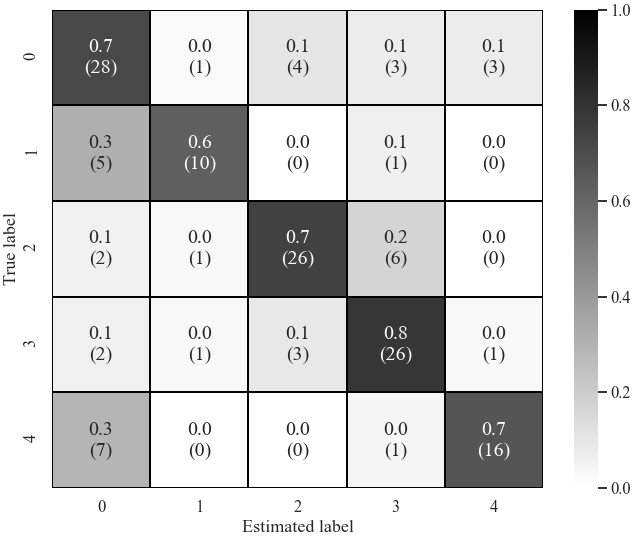 0.7 0.0 0.1 0.1 0.1
0 (28) (1) (4) (3) (3)
0.3 0.6 0.0 0.1 0.0
1 (5) (10) (0) (1) (0)
0.1 0.0 0.7 0.2 0.0
2 (2) (1) (26) (6) (0)
0.1 0.0 0.1 0.8 0.0
3 (2) (1) (3) (26) (1)
0.3 0.0 0.0 0.0 0.7
4 (7) (0) (0) (1) (16)
True label
0 1 2 3 4
Estimated label
1.0
0.8
0.6
0.4
0.2
0.0